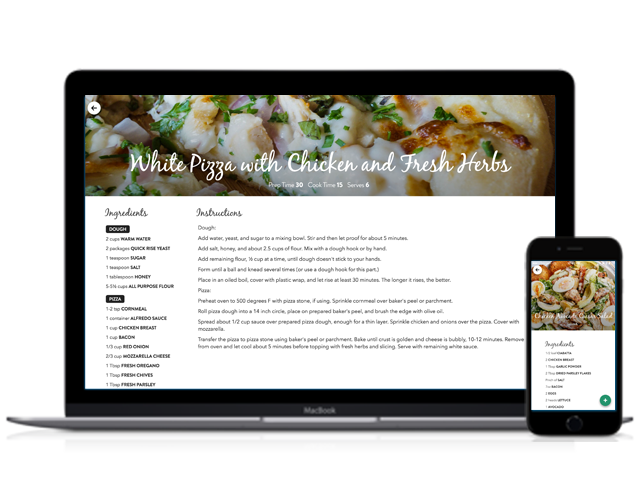 White Pizza with Chicken and Fresh Herbs
Prep Time 30 Cook Time 15 Serves 6
Ingredients
DOUGH
2 cups WARM WATER
2 packages QUICK RISE YEAST
1 teaspoon SUGAR
1 teaspoon SALT
1 tablespoon HONEY
5 5½ cups ALL PURPOSE FLOUR
PIZZA
1-2 tsp CORNMEAL
1 container ALFREDO SAUCE
1 cup CHICKEN BREAST
1 cup BACON
1/3 cup RED ONION
2/3 cup MOZZARELLA CHEESE
1 Tbsp FRESH OREGANO
1 Tbsp FRESH CHIVES
1 Tbsp FRESH PARSLEY
Instructions
Dough:
Add water, yeast, and sugar to a mixing bowl. Stir and then let proof for about 5 minutes.
Add salt, honey, and about 2.5 cups of flour. Mix with a dough hook or by hand.
Add remaining flour, ½ cup at a time, until dough doesn't stick to your hands.
Form until a ball and knead several times (or use a dough hook for this part.)
Place in an oiled boil, cover with plastic wrap, and let rise at least 30 minutes. The longer it rises, the better.
Pizza:
Preheat oven to 500 degrees F with pizza stone, if using. Sprinkle cornmeal over baker's peel or parchment.
Roll pizza dough into a 14 inch circle, place on prepared baker's peel, and brush the edge with olive oil.
Spread about 1/2 cup sauce over prepared pizza dough, enough for a thin layer. Sprinkle chicken and onions over the pizza. Cover with
mozzarella.
Transfer the pizza to pizza stone using baker's peel or parchment. Bake until crust is golden and cheese is bubbly, 10-12 minutes. Remove
from oven and let cool about 5 minutes before topping with fresh herbs and slicing. Serve with remaining white sauce.
MacBook
Chicken Avocado Caesar Salad
Ingredients
1/2 loaf CIABATTA
2 CHICKEN BREAST
1 Tbsp GARLIC POWDER
1 Tbsp DRIED PARSLEY FLAKES
Pinch of SALT
BACON
EGGS
LETTUCE
1 AVOCADO